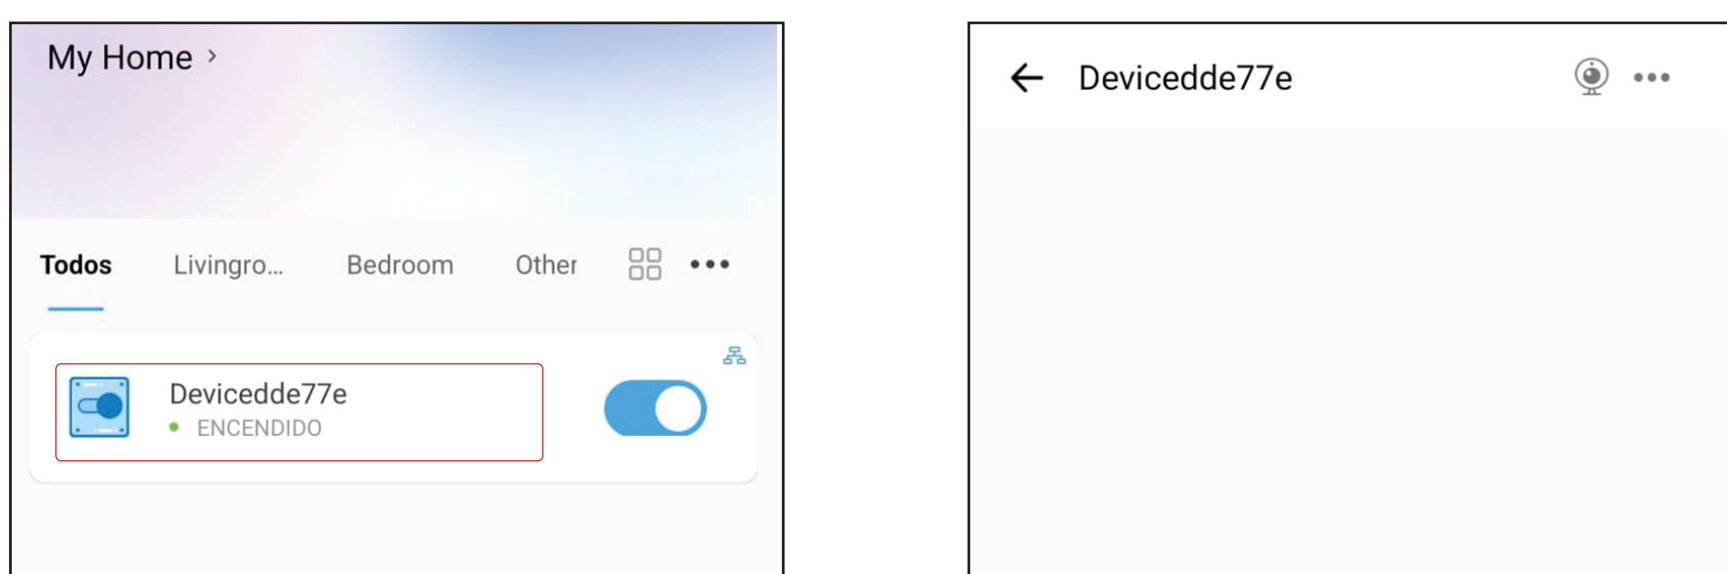 My Home
Todos Livingro... Bedroom Other
Devicedde77e
ENCENDIDO
Devicedde77e